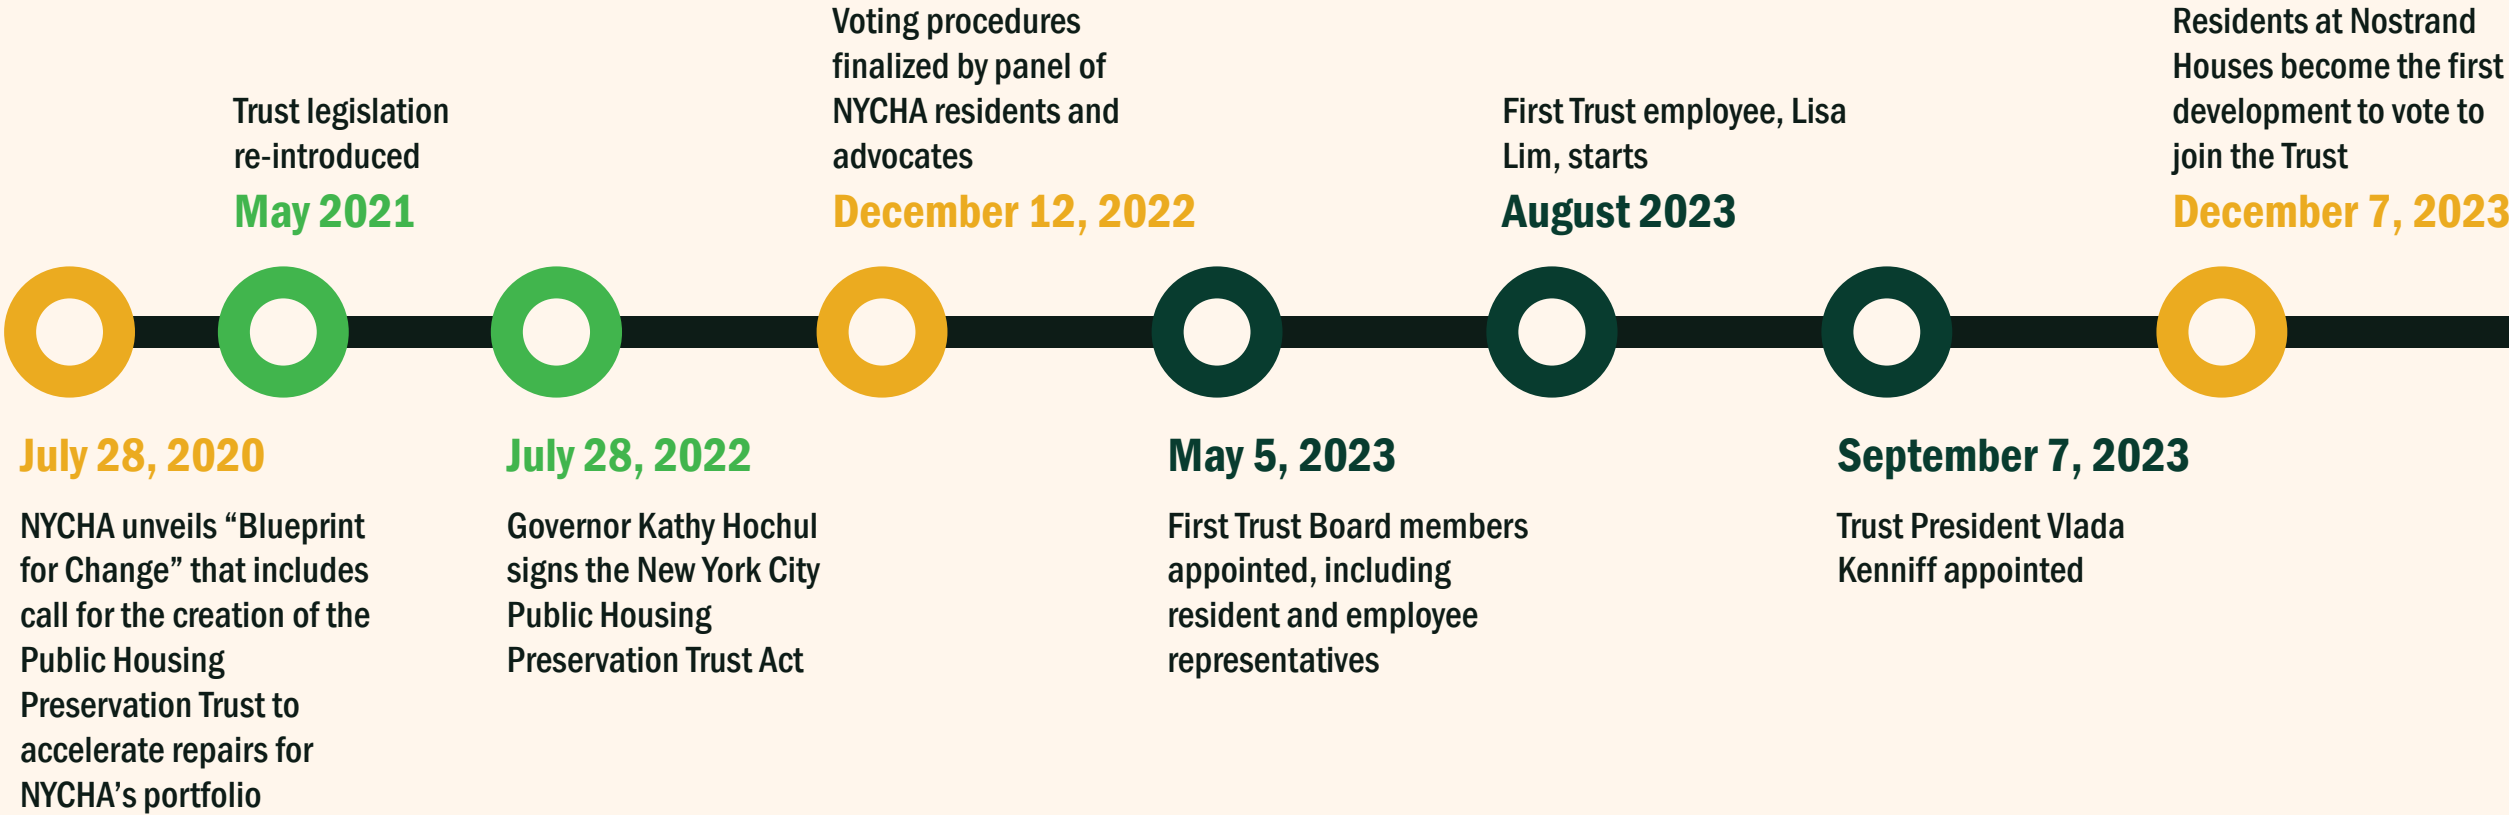 July 28, 2020
NYCHA unveils “Blueprint
for Change” that includes
call for the creation of the
Public Housing
Preservation Trust to
accelerate repairs for
NYCHA’s portfolio
Trust legislation
re-introduced
May 2021
July 28, 2022
Governor Kathy Hochul
signs the New York City
Public Housing
Preservation Trust Act
Voting procedures
finalized by panel of
NYCHA residents and
advocates
December 12, 2022
May 5, 2023
First Trust Board members
appointed, including
resident and employee
representatives
First Trust employee, Lisa
Lim, starts
August 2023
September 7, 2023
Trust President Vlada
Kenniff appointed
Residents at Nostrand
Houses become the first
development to vote to
join the Trust
December 7, 2023